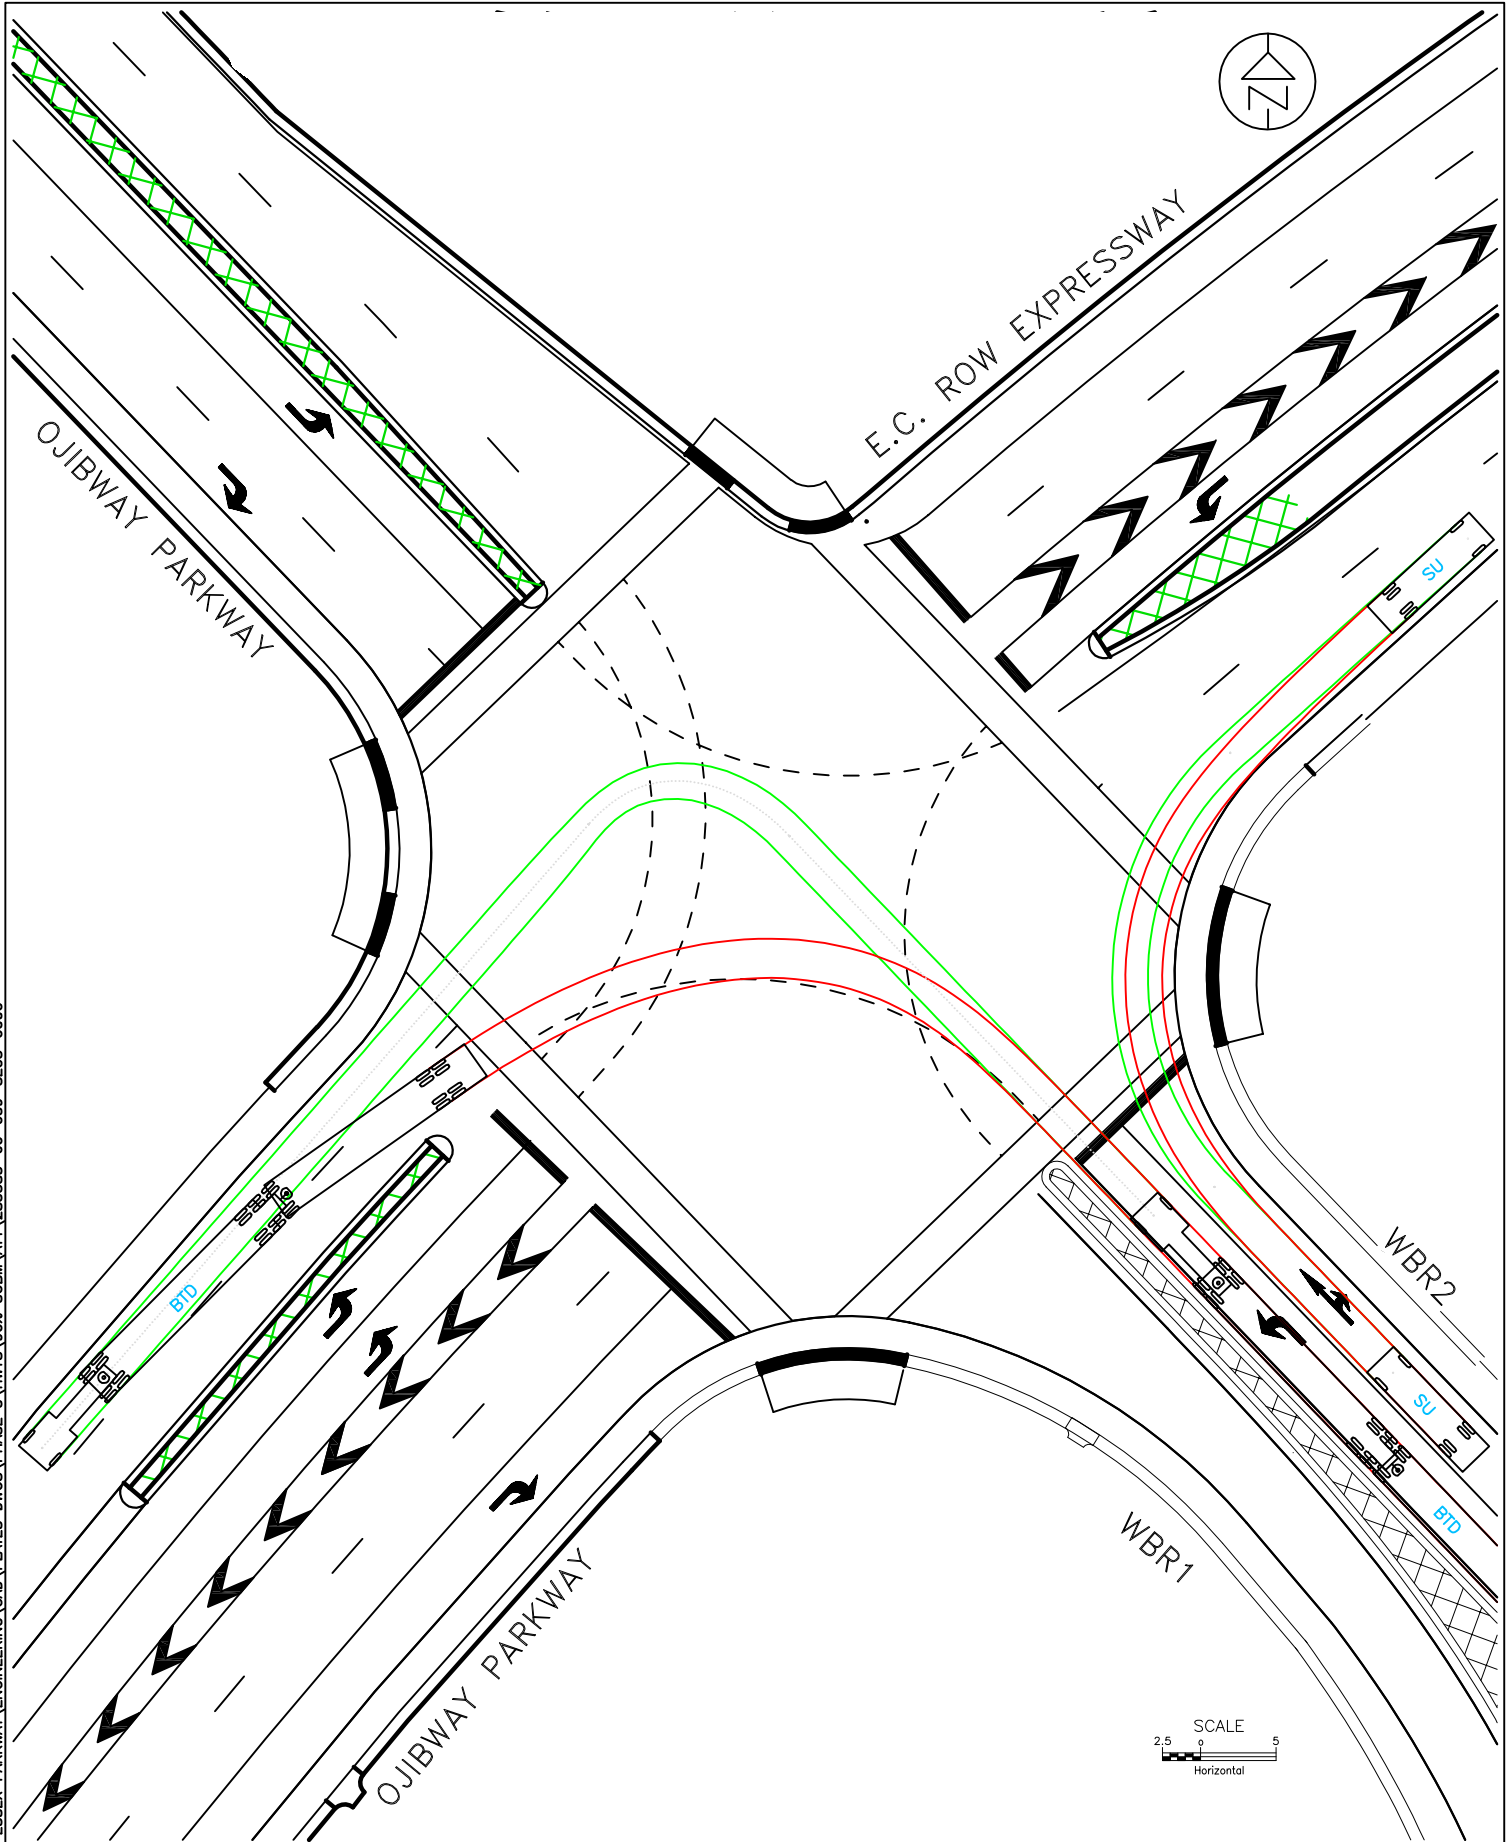 N
E.C. ROW EXPRESSWAY
OJIBWAY PARKWAY
SU
WBR2
BTD
SU
BTD
WBR1
OJIBWAY PARKWAY
SCALE
2.5 0 5
Horizontal